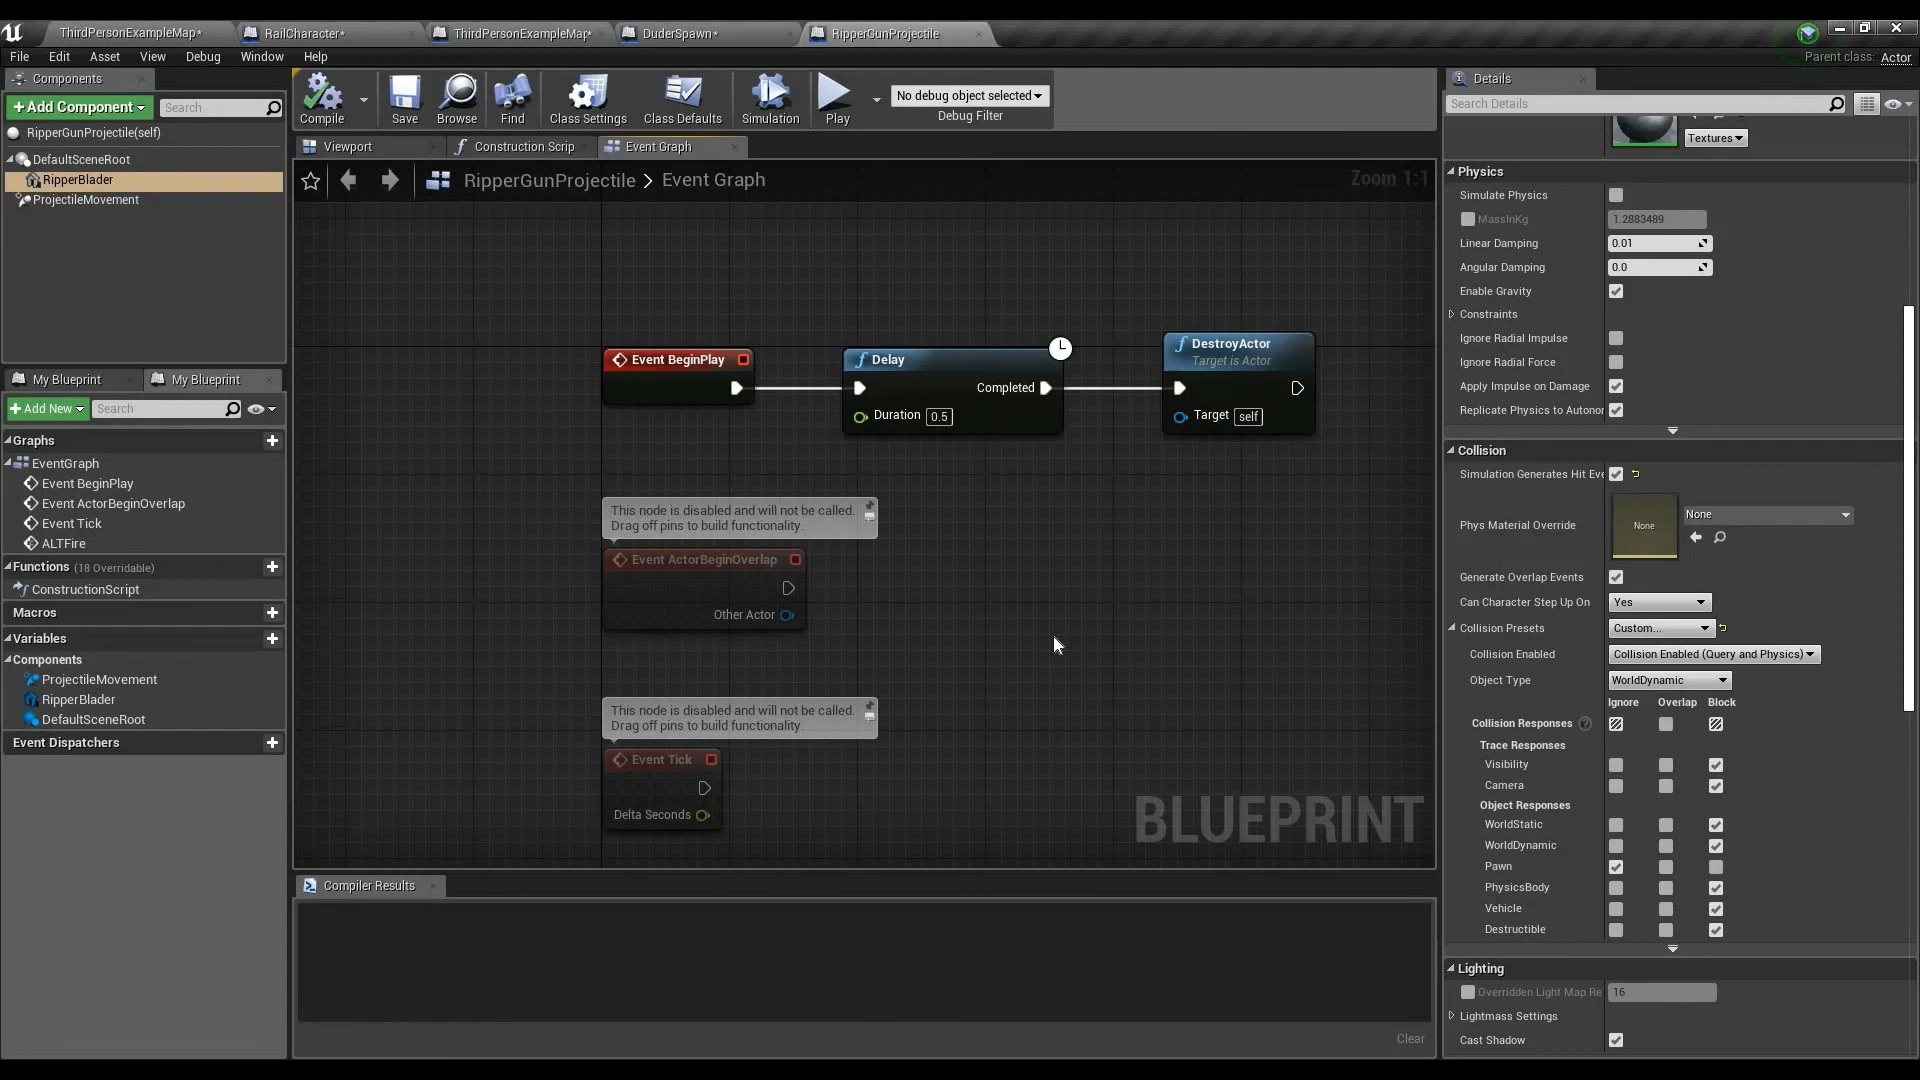 ThirdPersonExampleMap*
RailCharacter*
ThirdPersonExampleMap*
DuderSpawn*
RipperGunProjectile
File
Edit
Asset
View
Debug
Window
Help
Parent class: Actor
Components
+Add Component
Search
RipperGunProjectile(self)
DefaultSceneRoot
RipperBlader
ProjectileMovement
Compile
Save
Browse
Find
Class Settings
Class Defaults
Simulation
Play
No debug object selected
Debug Filter
Viewport
Construction Scrip
Event Graph
RipperGunProjectile > Event Graph
Zoom 1:1
My Blueprint
My Blueprint
+Add New
Search
Graphs
EventGraph
Event BeginPlay
Event ActorBeginOverlap
Event Tick
ALTFire
Functions (18 Overridable)
ConstructionScript
Macros
Variables
Components
ProjectileMovement
RipperBlader
DefaultSceneRoot
Event Dispatchers
Event BeginPlay
Delay
Completed
Duration 0.5
DestroyActor
Target is Actor
Target self
This node is disabled and will not be called.
Drag off pins to build functionality.
Event ActorBeginOverlap
Other Actor
This node is disabled and will not be called.
Drag off pins to build functionality.
Event Tick
Delta Seconds
BLUEPRINT
Compiler Results
Clear
Details
Search Details
Textures
Physics
Simulate Physics
MassInKg 1.2883489
Linear Damping 0.01
Angular Damping 0.0
Enable Gravity
Constraints
Ignore Radial Impulse
Ignore Radial Force
Apply Impulse on Damage
Replicate Physics to Autonor
Collision
Simulation Generates Hit Eve
Phys Material Override
None
None
Generate Overlap Events
Can Character Step Up On Yes
Collision Presets Custom...
Collision Enabled Collision Enabled (Query and Physics)
Object Type WorldDynamic
Ignore Overlap Block
Collision Responses ?
Trace Responses
Visibility
Camera
Object Responses
WorldStatic
WorldDynamic
Pawn
PhysicsBody
Vehicle
Destructible
Lighting
Overridden Light Map Re 16
Lightmass Settings
Cast Shadow